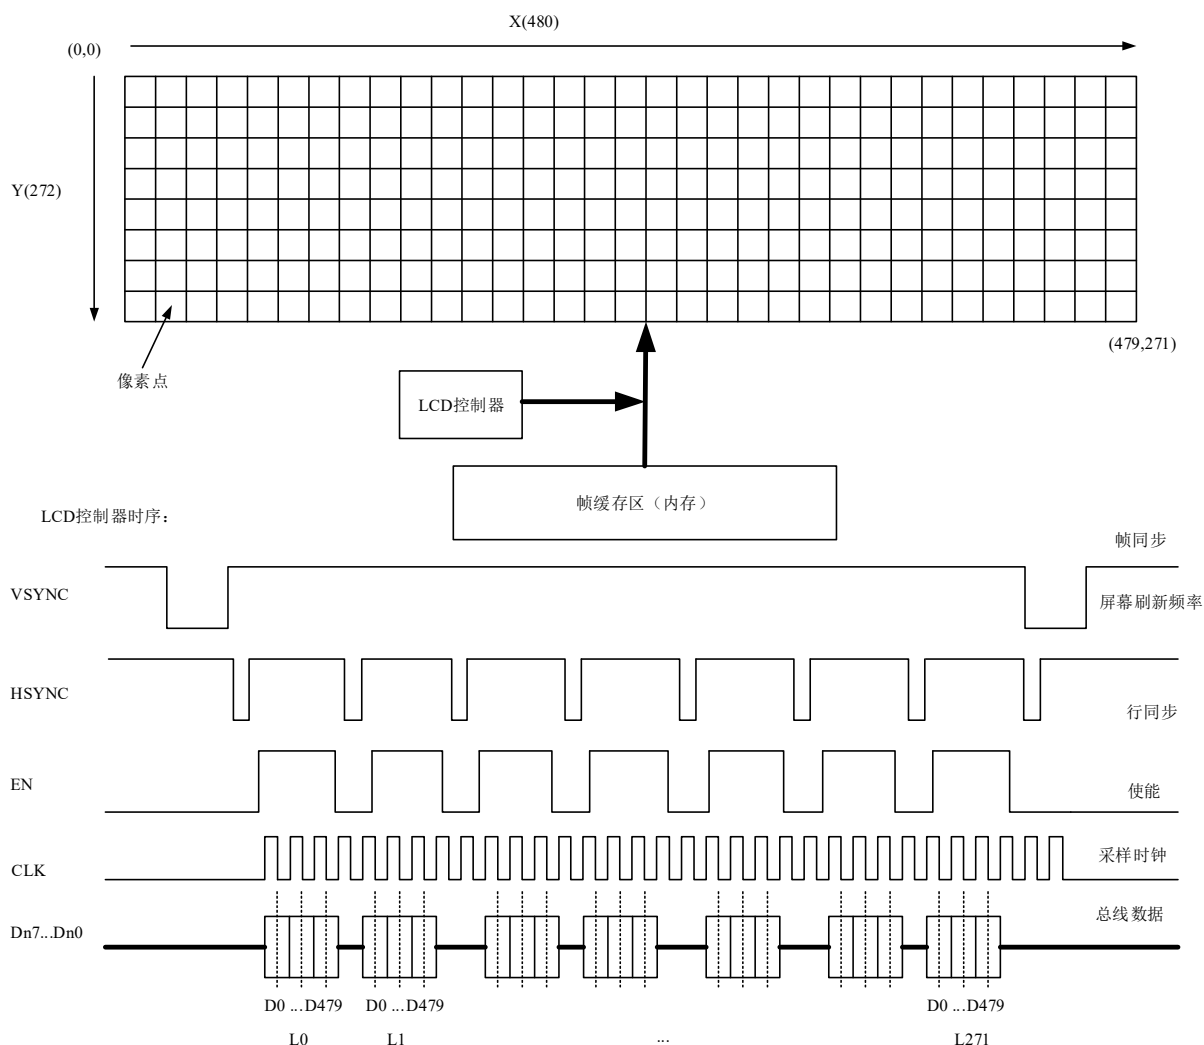 X(480)
(0,0)
Y(272)
(479,271)
像素点
LCD控制器
帧缓存区（内存）
LCD控制器时序：
帧同步
VSYNC
屏幕刷新频率
HSYNC
行同步
EN
使能
CLK
采样时钟
总线数据
Dn7...Dn0
D0 ...D479 D0 ...D479 D0 ...D479
L0 L1 ... L271